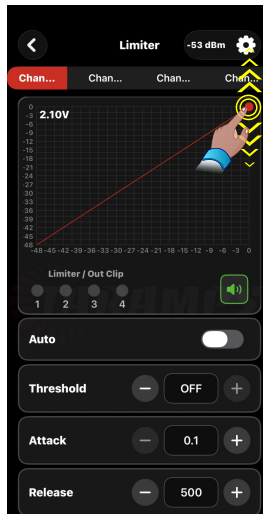 Limiter
-53 dBm
Chan...
Chan...
Chan...
Chan...
2.10V
0
-3
-6
-9
-12
-15
-18
-21
-24
-27
-30
-33
-36
-39
-42
-45
-48
-48 -45 -42 -39 -36 -33 -30 -27 -24 -21 -18 -15 -12 -9 -6 -3 0
Limiter / Out Clip
1 2 3 4
Auto
Threshold
OFF
Attack
0.1
Release
500